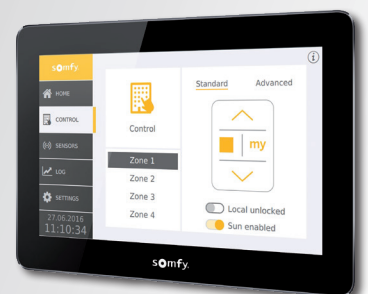 somfy.
HOME
CONTROL
SENSORS
LOG
SETTINGS
27.06.2016
11:10:34
Control
Zone 1
Zone 2
Zone 3
Zone 4
Standard Advanced
my
Local unlocked
Sun enabled
i
somfy.